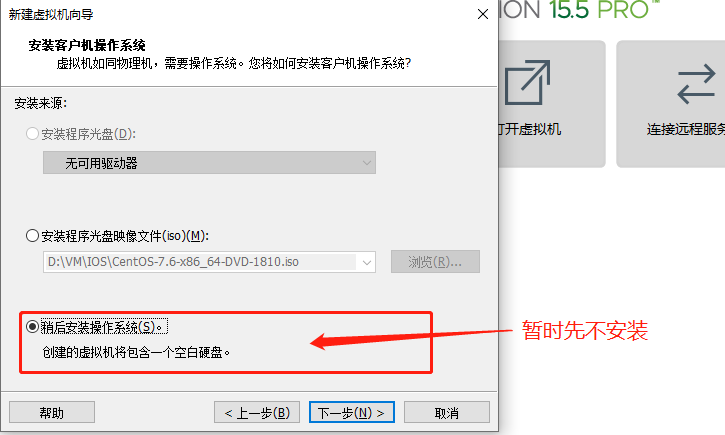 新建虚拟机向导
ION 15.5 PRO™
安装客户机操作系统
虚拟机如同物理机，需要操作系统。您将如何安装客户机操作系统?
安装来源:
安装程序光盘(D):
无可用驱动器
安装程序光盘映像文件(iso)(M):
D:\VM\IOS\CentOS-7.6-x86_64-DVD-1810.iso
浏览(R)...
稍后安装操作系统(S)。
创建的虚拟机将包含一个空白硬盘。
暂时先不安装
帮助
< 上一步(B)
下一步(N) >
取消
打开虚拟机
连接远程服务